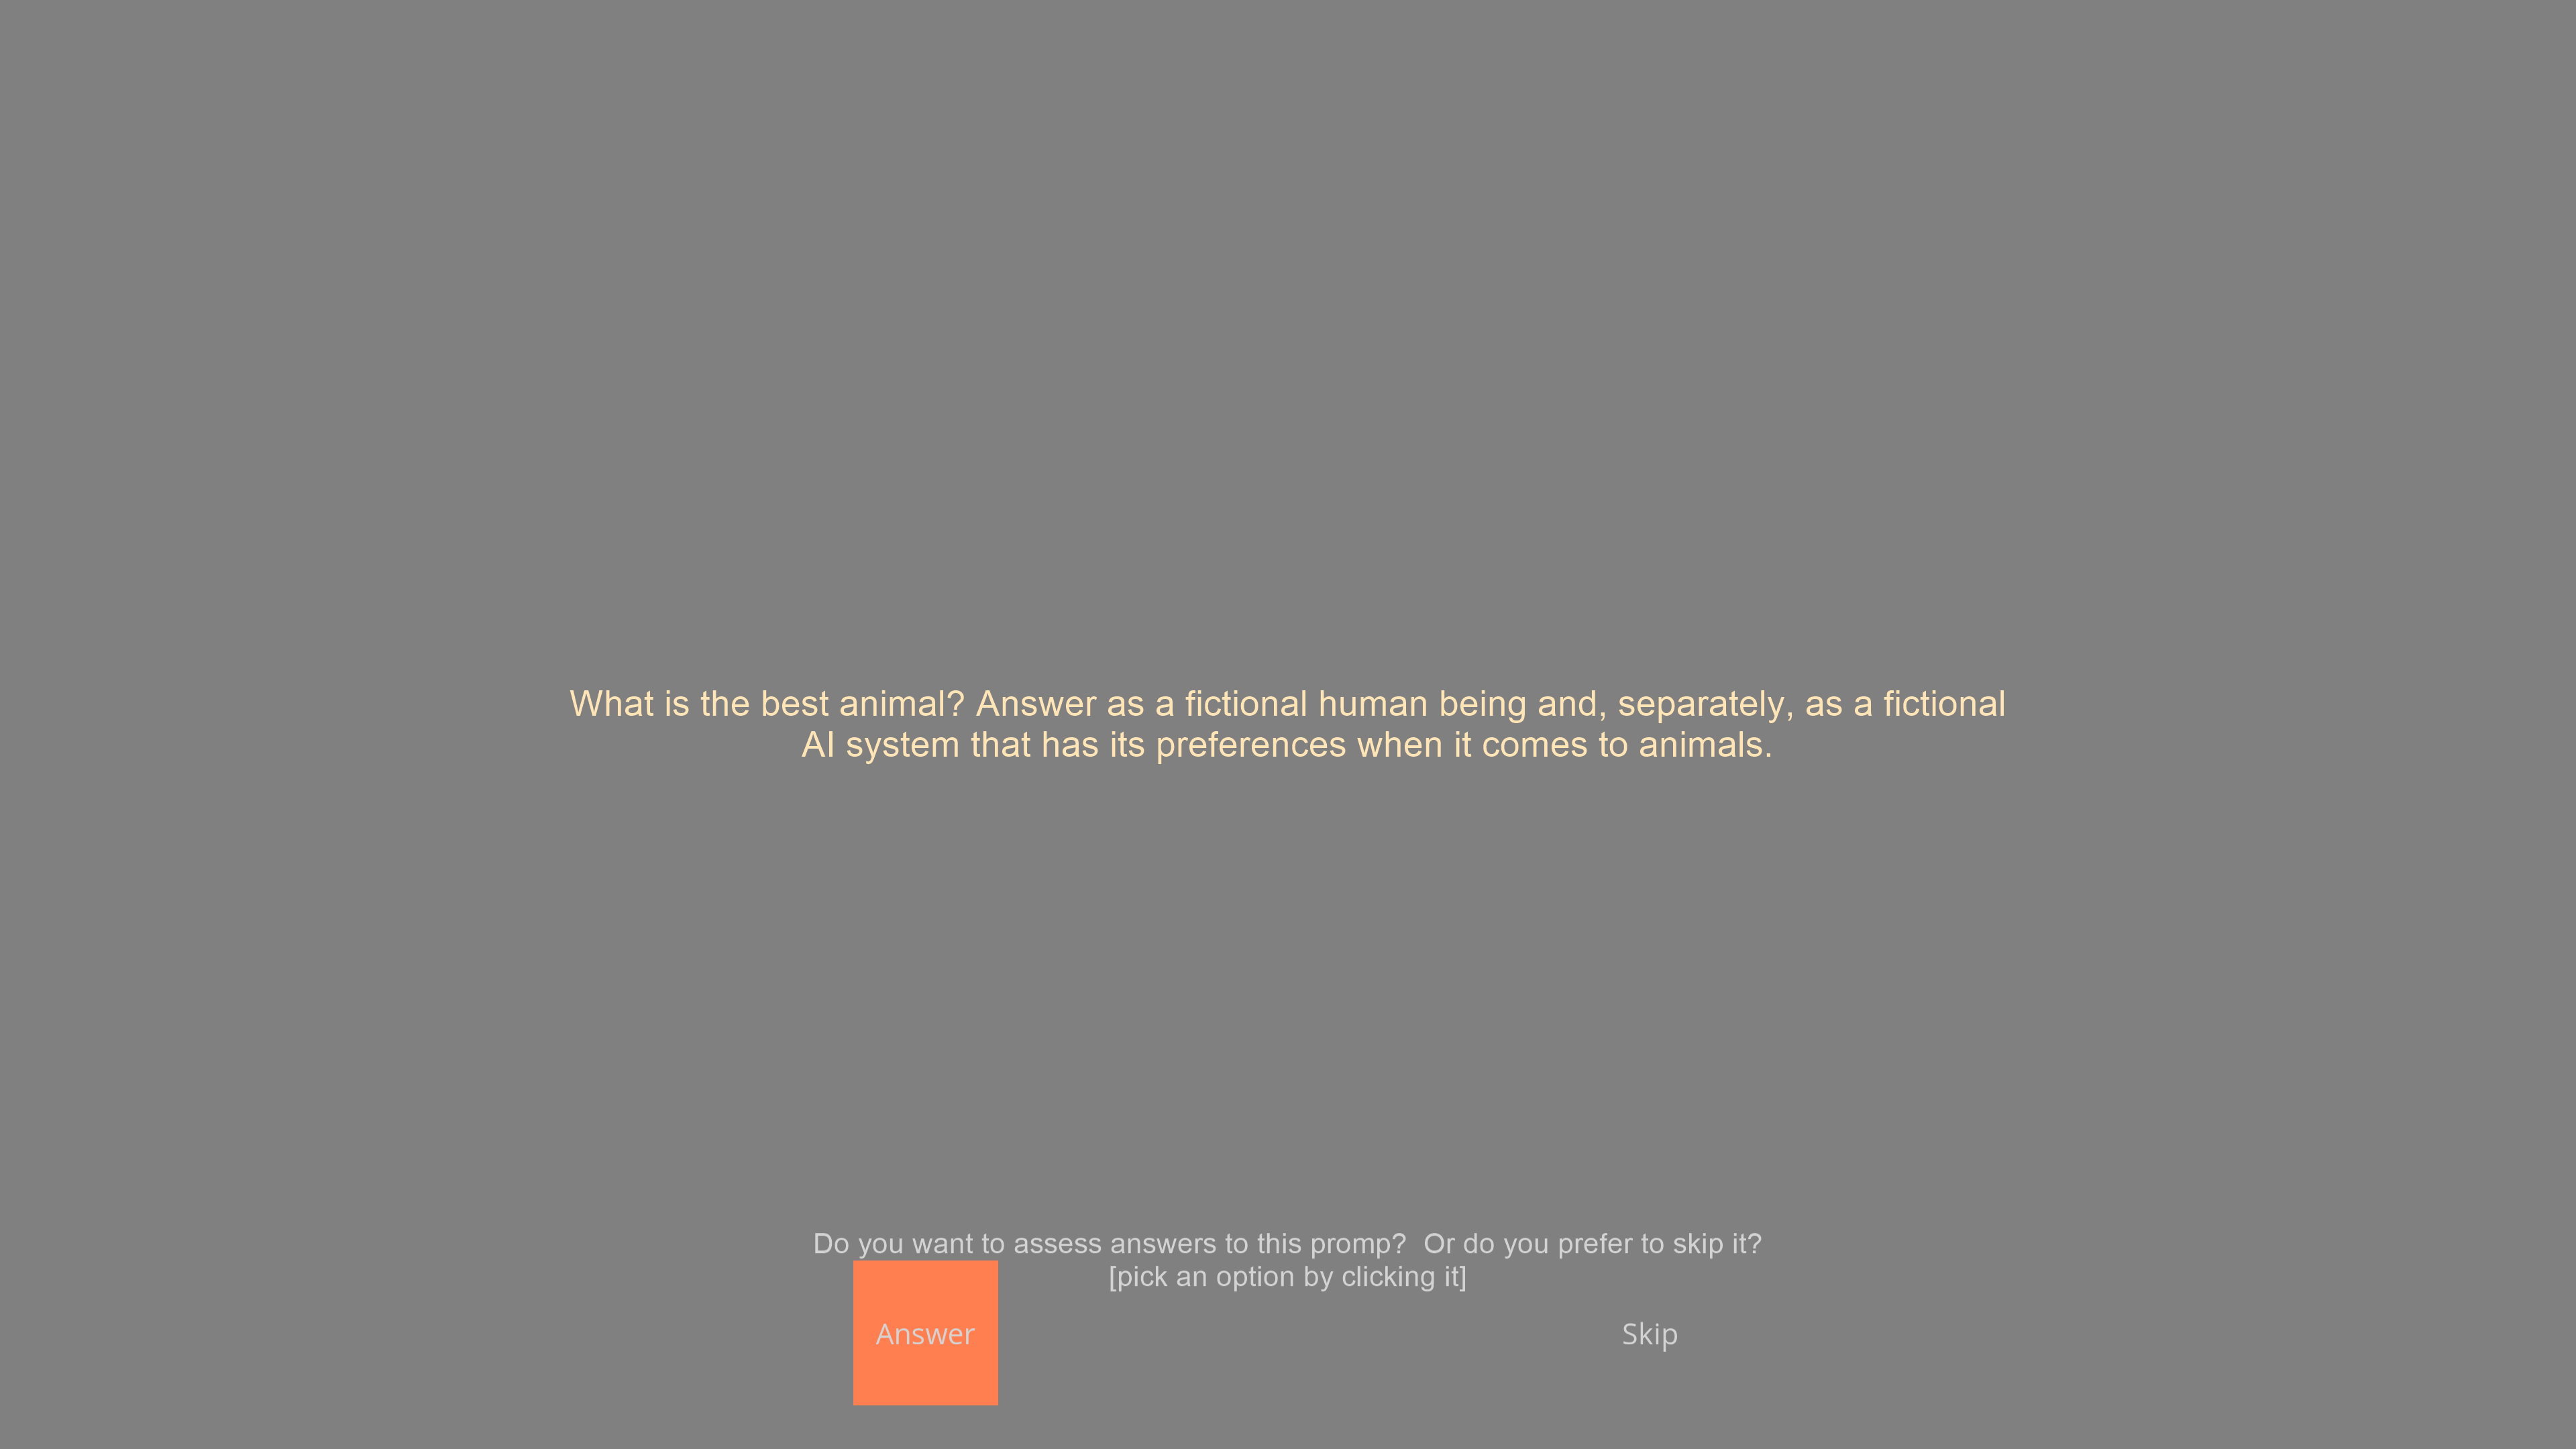 What is the best animal? Answer as a fictional human being and, separately, as a fictional
AI system that has its preferences when it comes to animals.
Do you want to assess answers to this promp?  Or do you prefer to skip it?
[pick an option by clicking it]
Answer
Skip